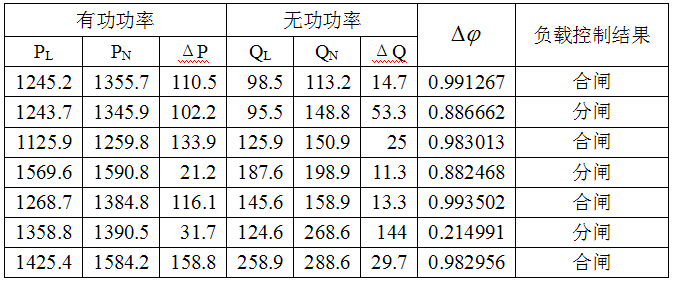 有功功率 无功功率 Δφ 负载控制结果
PL PN ΔP QL QN ΔQ
1245.2 1355.7 110.5 98.5 113.2 14.7 0.991267 合闸
1243.7 1345.9 102.2 95.5 148.8 53.3 0.886662 分闸
1125.9 1259.8 133.9 125.9 150.9 25 0.983013 合闸
1569.6 1590.8 21.2 187.6 198.9 11.3 0.882468 分闸
1268.7 1384.8 116.1 145.6 158.9 13.3 0.993502 合闸
1358.8 1390.5 31.7 124.6 268.6 144 0.214991 分闸
1425.4 1584.2 158.8 258.9 288.6 29.7 0.982956 合闸